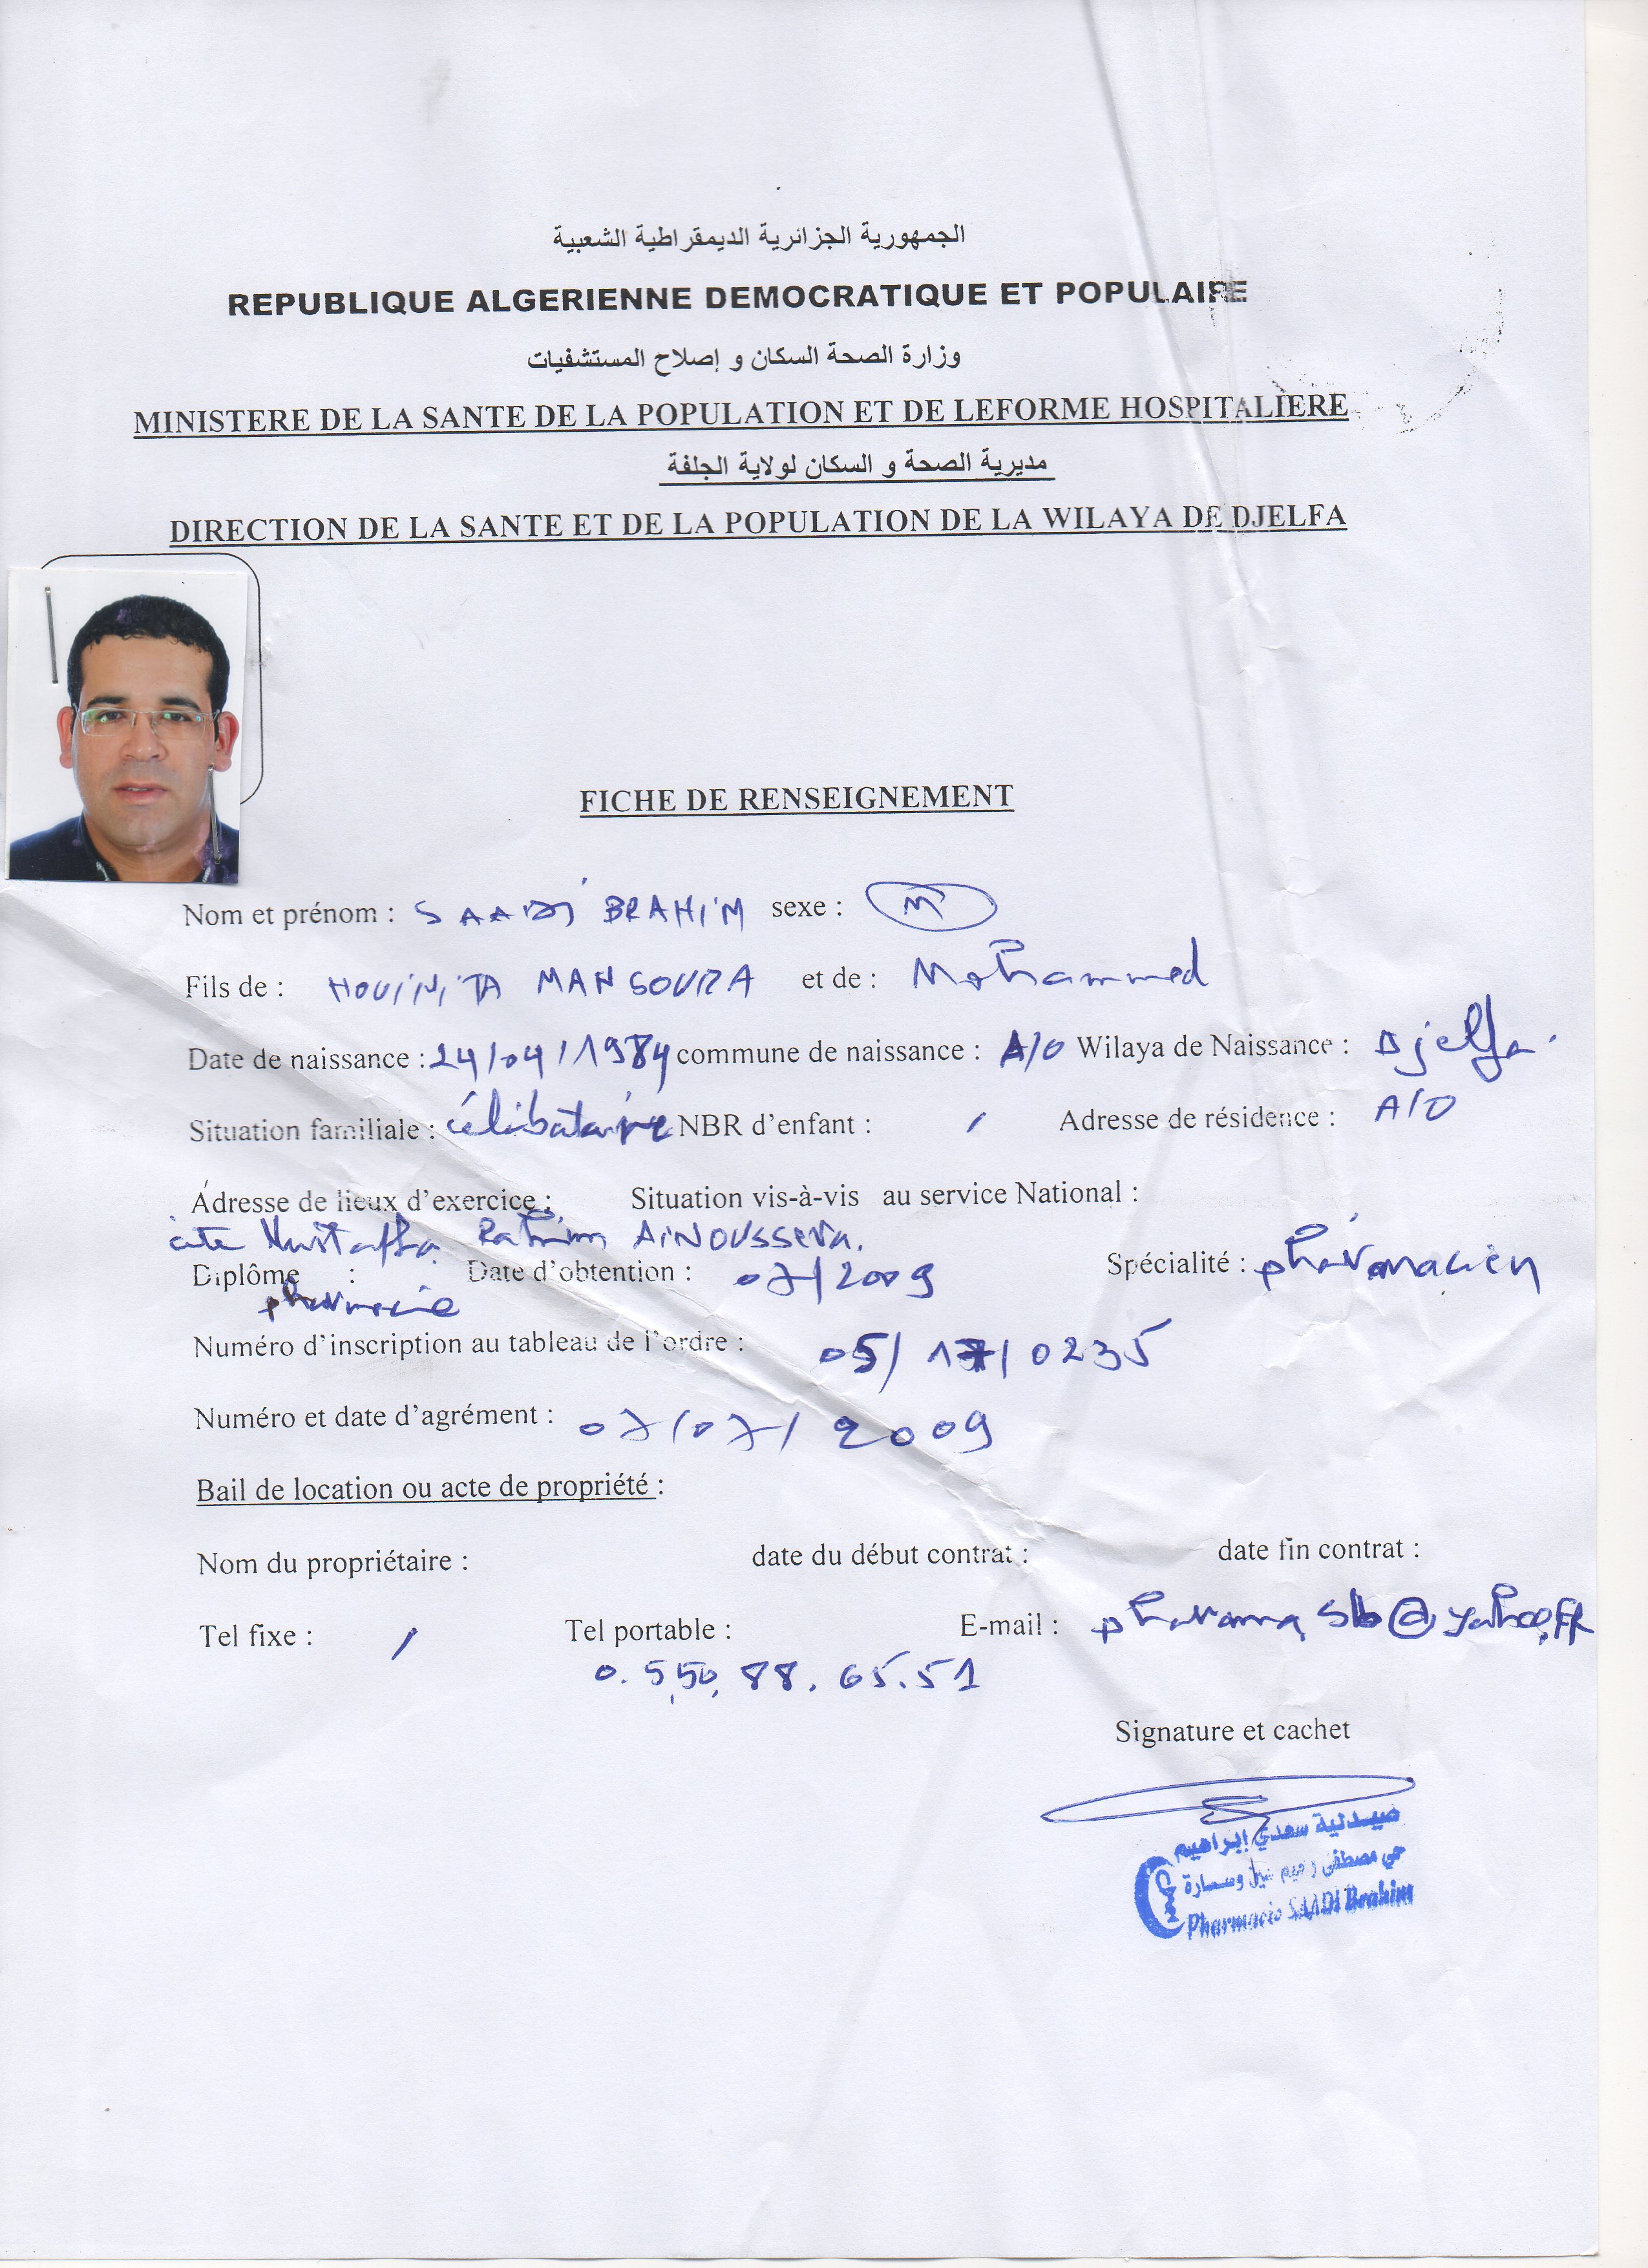 الجمهورية الجزائرية الديمقراطية الشعبية
REPUBLIQUE ALGERIENNE DEMOCRATIQUE ET POPULAIRE
وزارة الصحة السكان و إصلاح المستشفيات
MINISTERE DE LA SANTE DE LA POPULATION ET DE LEFORME HOSPITALIERE
مديرية الصحة و السكان لولاية الجلفة
DIRECTION DE LA SANTE ET DE LA POPULATION DE LA WILAYA DE DJELFA
FICHE DE RENSEIGNEMENT
Nom et prénom : SAADI BRAHIM sexe : M
Fils de : HOUINITA MANSOURA et de : Mohammed
Date de naissance : 24/04/1984 commune de naissance : A/O Wilaya de Naissance : Djelfa
Situation familiale : célibataire NBR d'enfant : / Adresse de résidence : A/O
Adresse de lieux d'exercice : Situation vis-à-vis au service National :
cite Mustapha Rahim AINOUSSERA.
Diplôme : Date d'obtention : 07/2009 Spécialité : pharmacien
pharmacie
Numéro d'inscription au tableau de l'ordre : 05/17/0235
Numéro et date d'agrément : 07/07/2009
Bail de location ou acte de propriété :
Nom du propriétaire : date du début contrat : date fin contrat :
Tel fixe : / Tel portable : E-mail : pharma_slb@yahoo.FR
0.550.88.65.51
Signature et cachet
صيدلية سعدي إبراهيم
حي مصطفى رحيم عين وسارة
Pharmacie SAADI Brahim